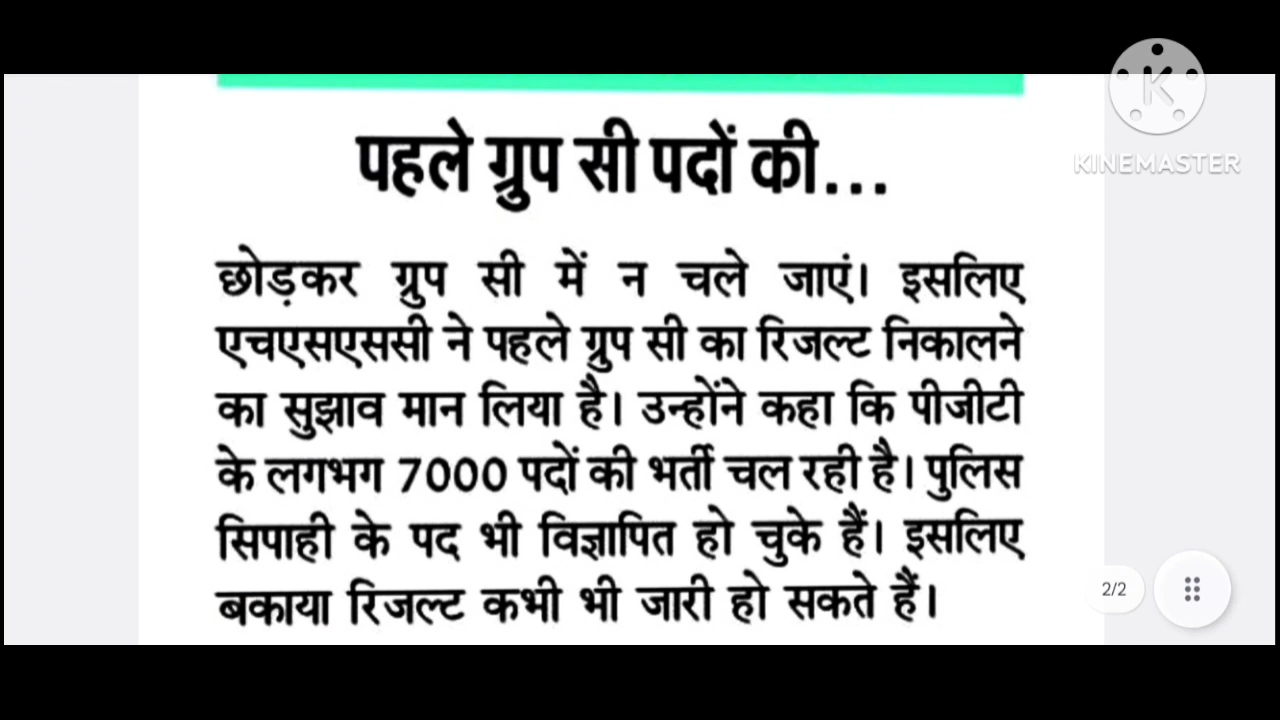 पहले ग्रुप सी पदों की...
KINEMASTER
छोड़कर ग्रुप सी में न चले जाएं। इसलिए
एचएसएससी ने पहले ग्रुप सी का रिजल्ट निकालने
का सुझाव मान लिया है। उन्होंने कहा कि पीजीटी
के लगभग 7000 पदों की भर्ती चल रही है। पुलिस
सिपाही के पद भी विज्ञापित हो चुके हैं। इसलिए
बकाया रिजल्ट कभी भी जारी हो सकते हैं।
2/2